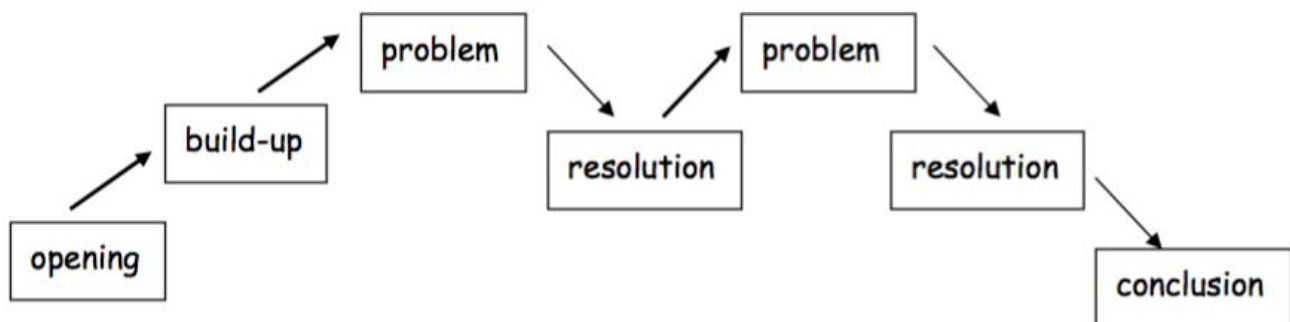 opening
build-up
problem
resolution
problem
resolution
conclusion